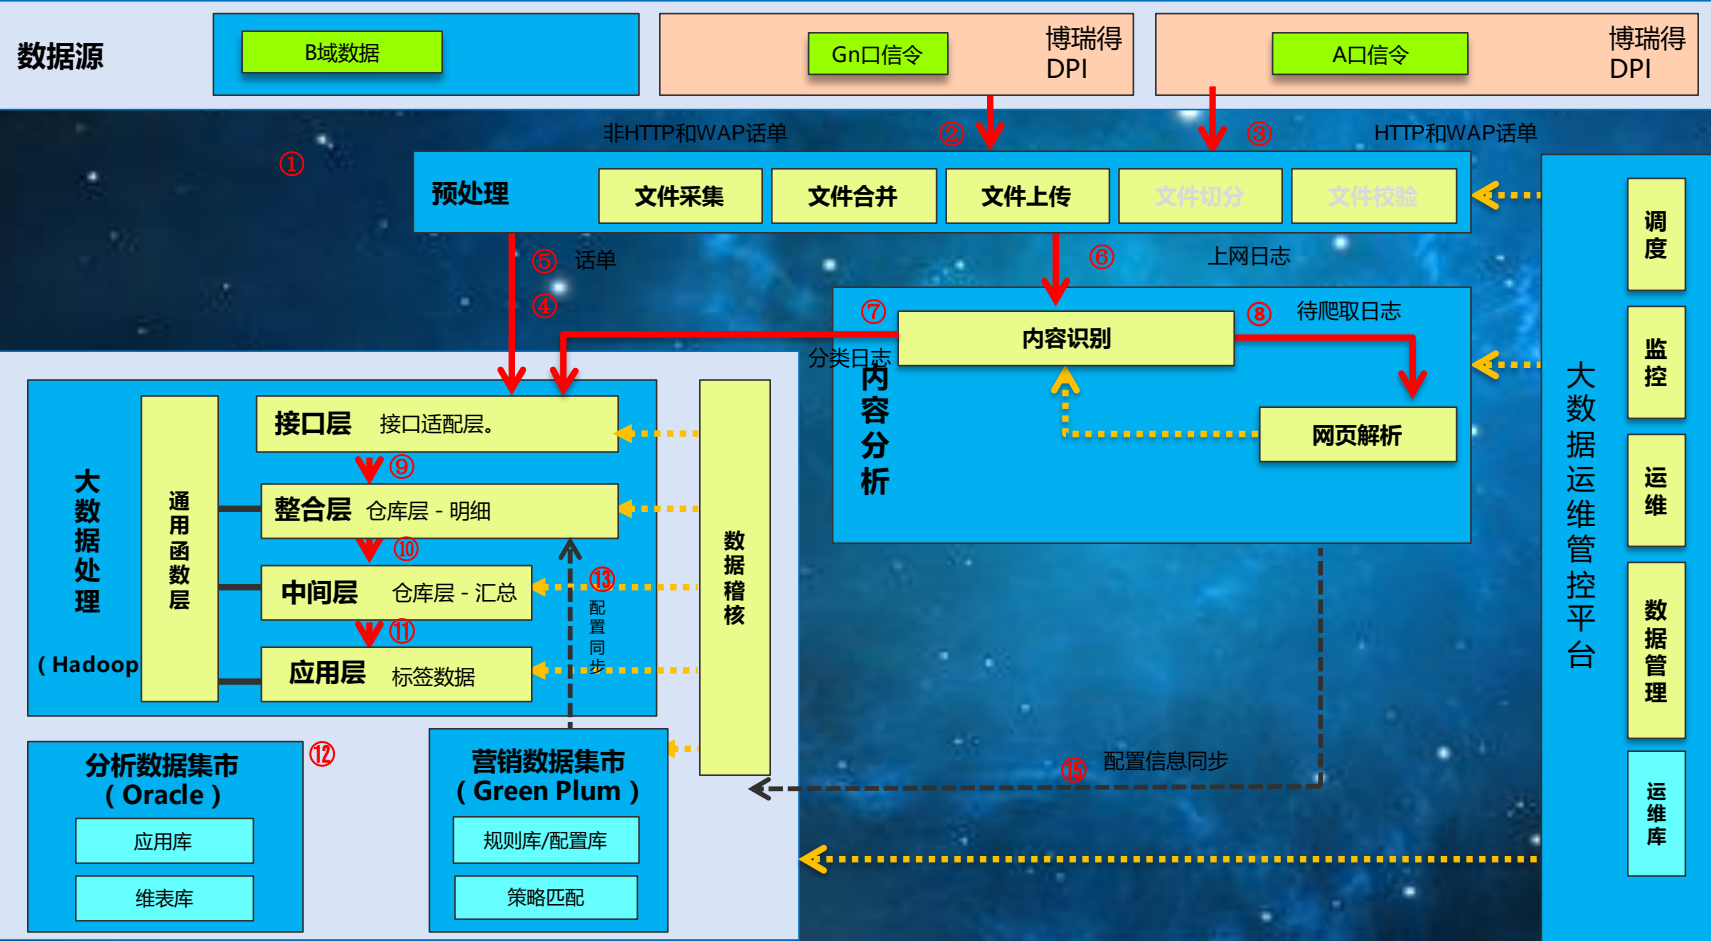 数据源
B域数据
Gn口信令
博瑞得
DPI
A口信令
博瑞得
DPI
①
非HTTP和WAP话单
②
③
HTTP和WAP话单
预处理
文件采集
文件合并
文件上传
文件切分
文件校验
⑤
话单
④
⑥
上网日志
⑦
分类日志
内容识别
⑧
待爬取日志
网页解析
内容分析
大数据处理
（Hadoop
通用函数层
接口层
接口适配层。
⑨
整合层
仓库层－明细
⑩
中间层
仓库层－汇总
⑪
应用层
标签数据
⑬
配置同步
数据稽核
分析数据集市
（Oracle）
⑫
应用库
维表库
营销数据集市
（Green Plum）
规则库/配置库
策略匹配
⑮
配置信息同步
大数据运维管控平台
调度
监控
运维
数据管理
运维库